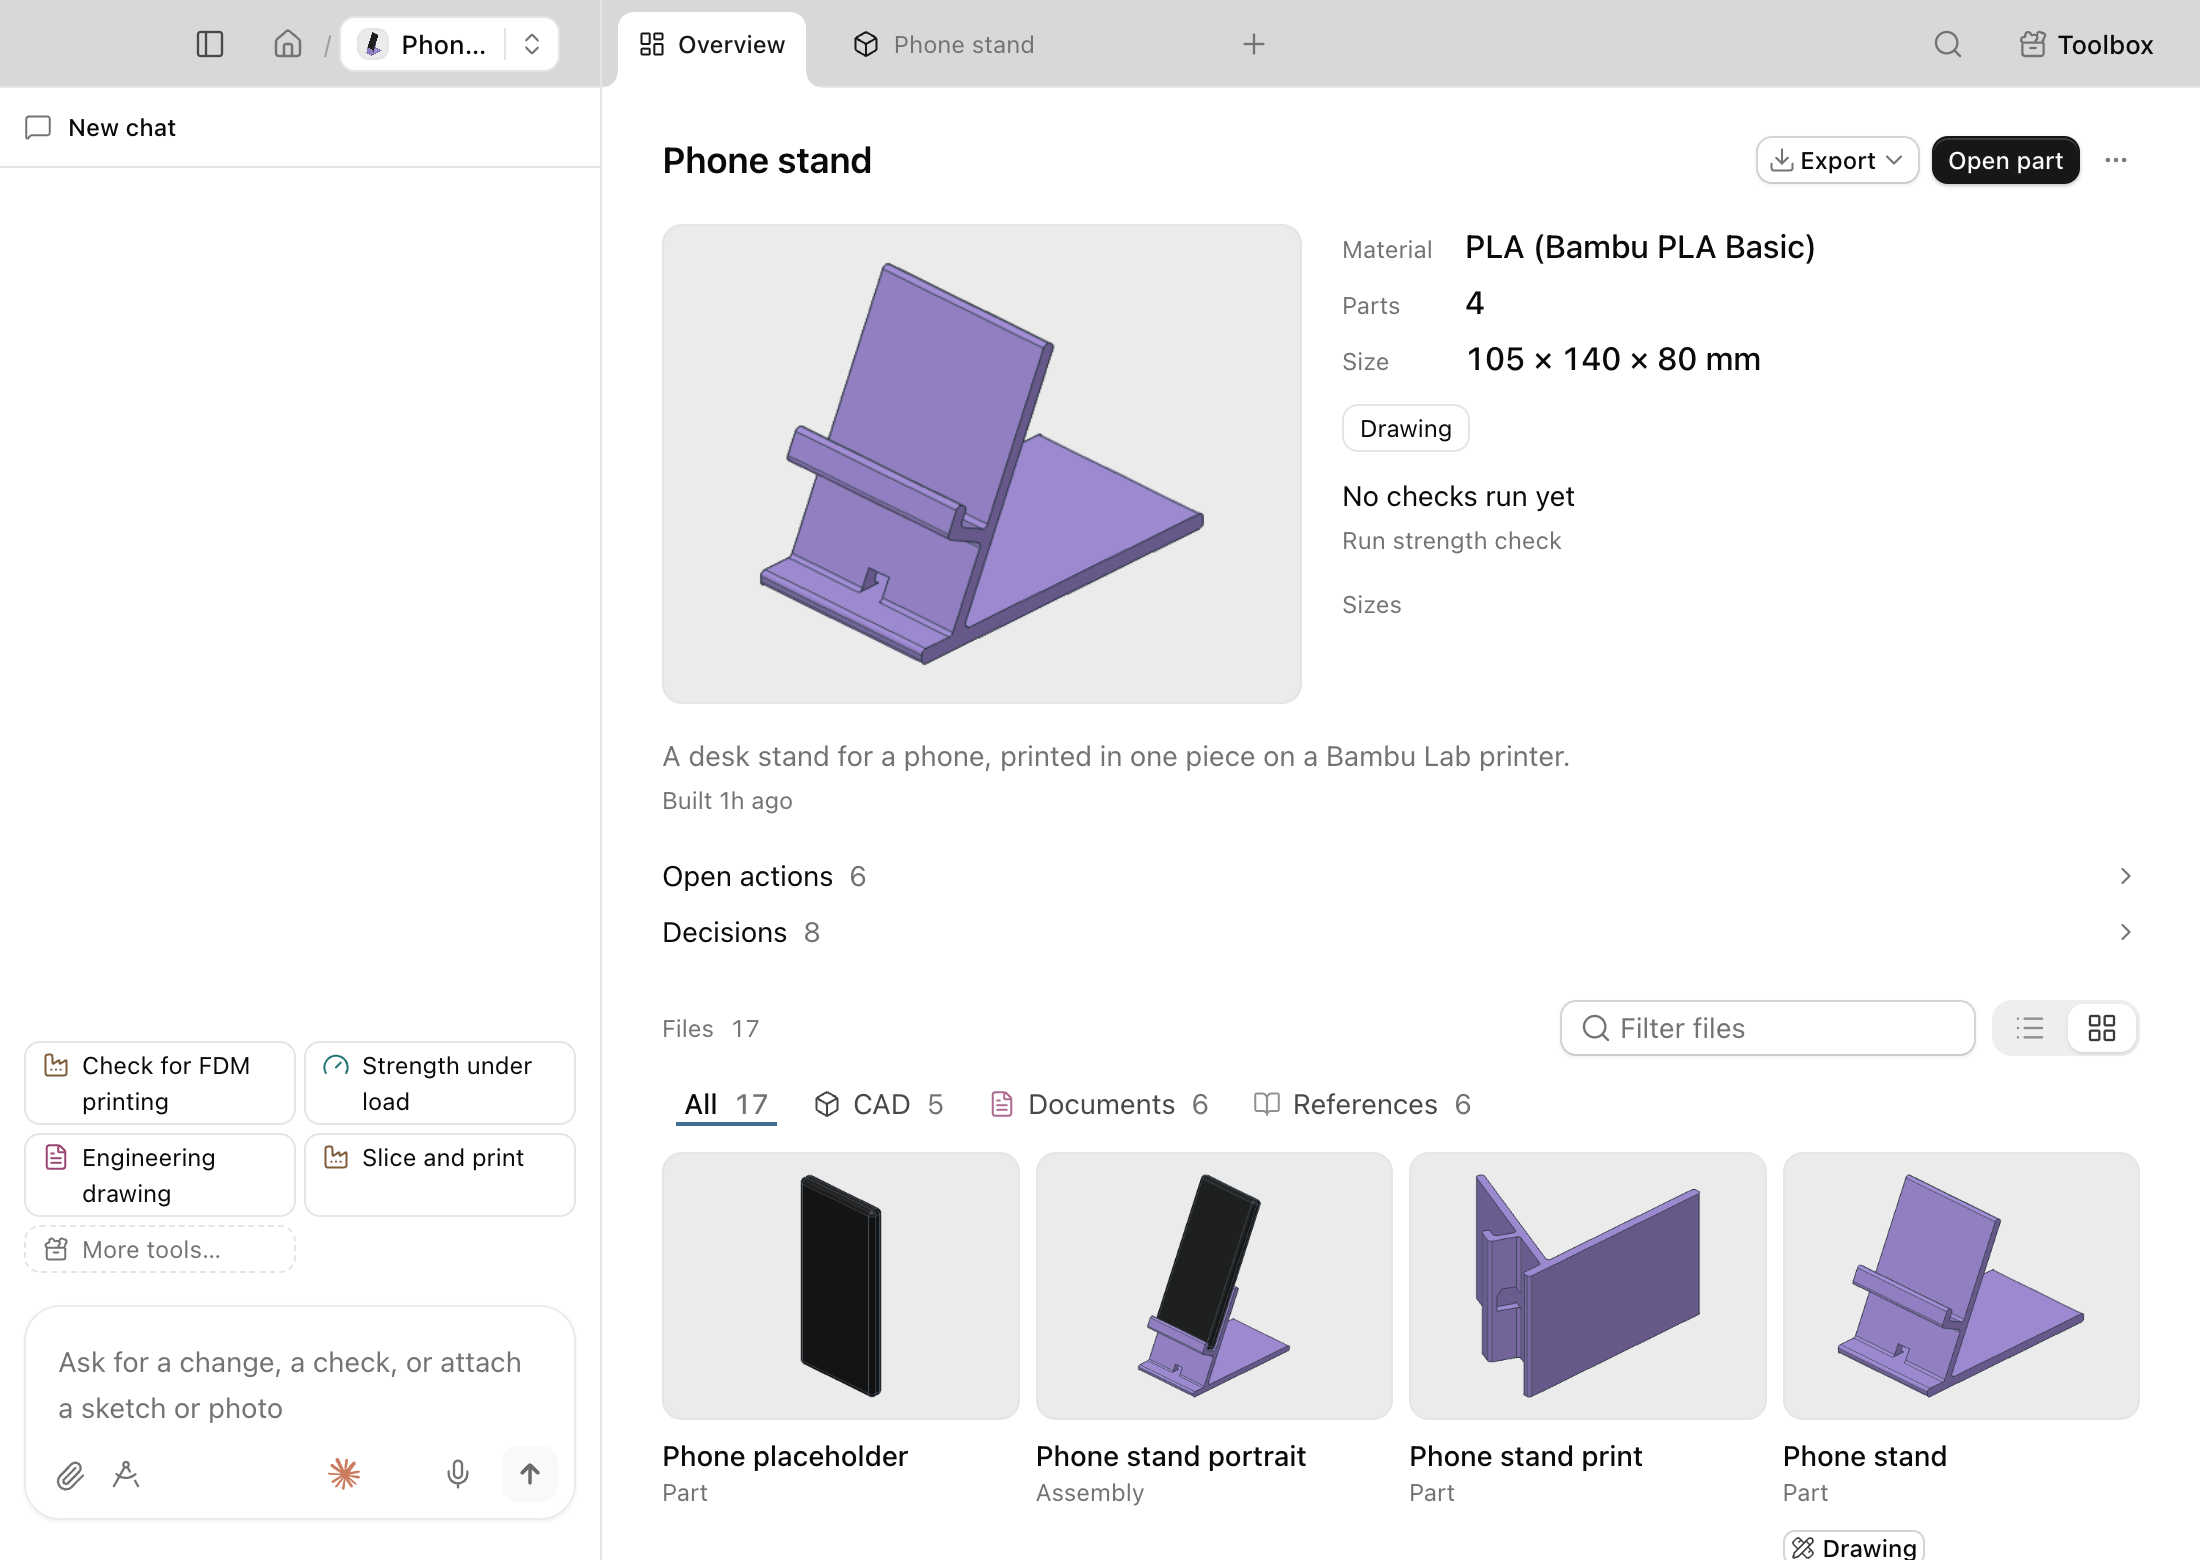 / Phon...
Overview
Phone stand
Toolbox
New chat
Phone stand
Export
Open part
Material PLA (Bambu PLA Basic)
Parts 4
Size 105 × 140 × 80 mm
Drawing
No checks run yet
Run strength check
Sizes
A desk stand for a phone, printed in one piece on a Bambu Lab printer.
Built 1h ago
Open actions 6
Decisions 8
Files 17
Filter files
All 17 CAD 5 Documents 6 References 6
Phone placeholder
Part
Phone stand portrait
Assembly
Phone stand print
Part
Phone stand
Part
Drawing
Check for FDM
printing
Strength under
load
Engineering
drawing
Slice and print
More tools...
Ask for a change, a check, or attach
a sketch or photo